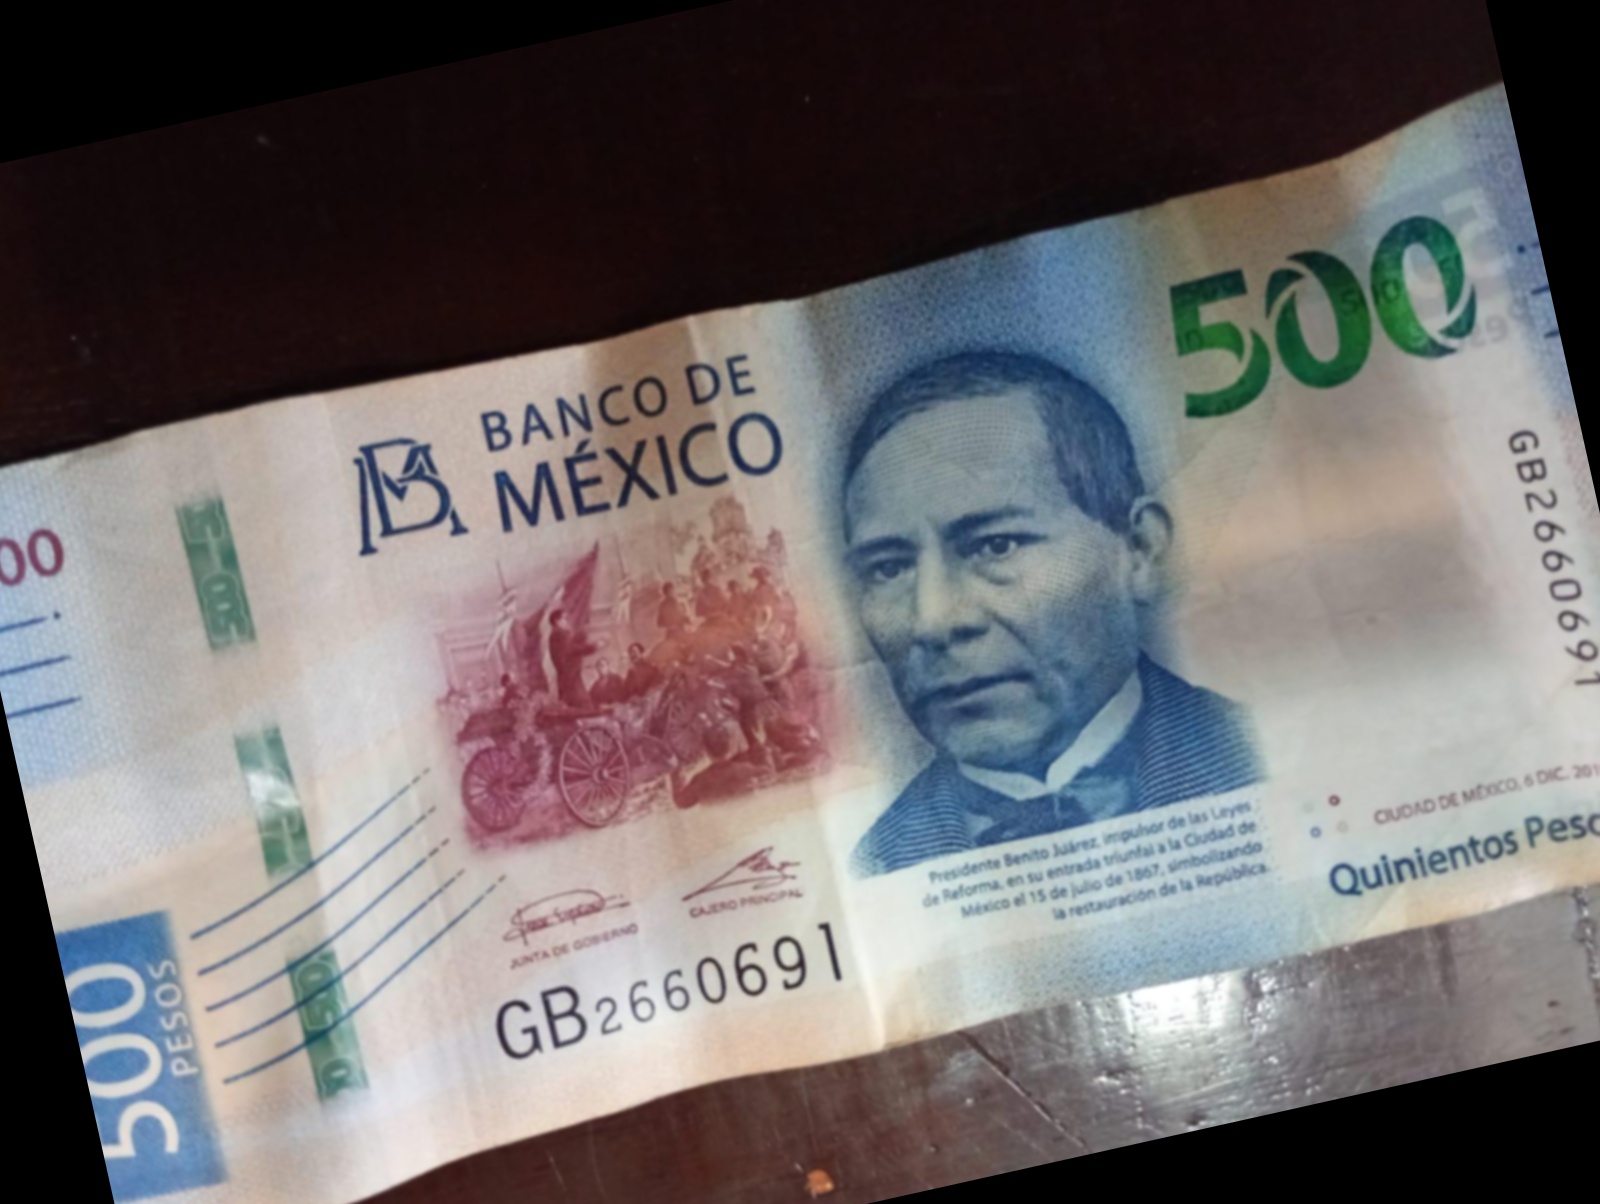 BANCO DE
MÉXICO
500
00
GB2660691
Presidente Benito Juárez, impulsor de las Leyes
de Reforma, en su entrada triunfal a la Ciudad de
México el 15 de julio de 1867, simbolizando
la restauración de la República.
CIUDAD DE MÉXICO, 6 DIC. 201
Quinientos Peso
JUNTA DE GOBIERNO
CAJERO PRINCIPAL
GB2660691
500
PESOS